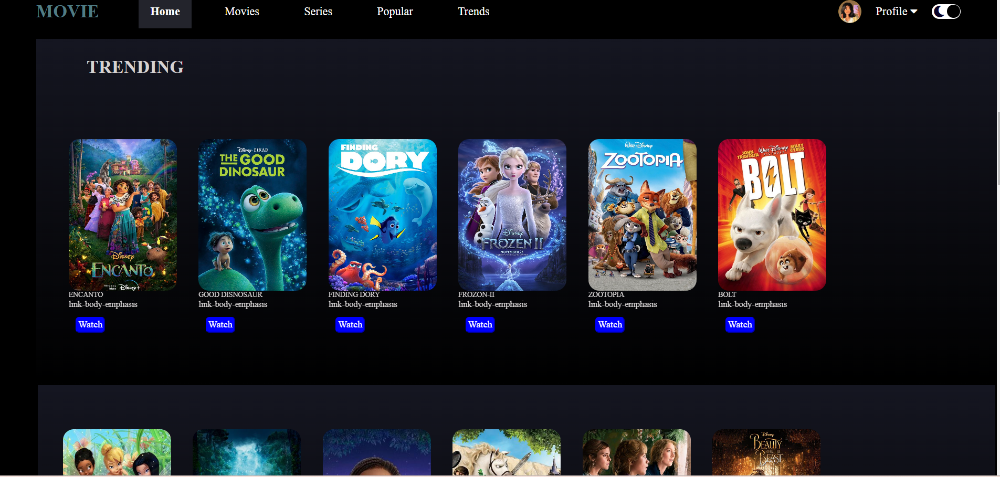 MOVIE Home Movies Series Popular Trends Profile
TRENDING
Disney
ENCANTO
Streaming Friday Disney+
Disney · PIXAR
THE GOOD
DINOSAUR
FINDING
DORY
Disney
FROZEN II
NOVEMBER 22
WALT DISNEY
ZOOTOPIA
JOHN TRAVOLTA
WALT DISNEY
PICTURES
MILEY CYRUS
BOLT
ENCANTO
link-body-emphasis
Watch
GOOD DISNOSAUR
link-body-emphasis
Watch
FINDING DORY
link-body-emphasis
Watch
FROZON-II
link-body-emphasis
Watch
ZOOTOPIA
link-body-emphasis
Watch
BOLT
link-body-emphasis
Watch
Disney
BEAUTY
AND THE
BEAST